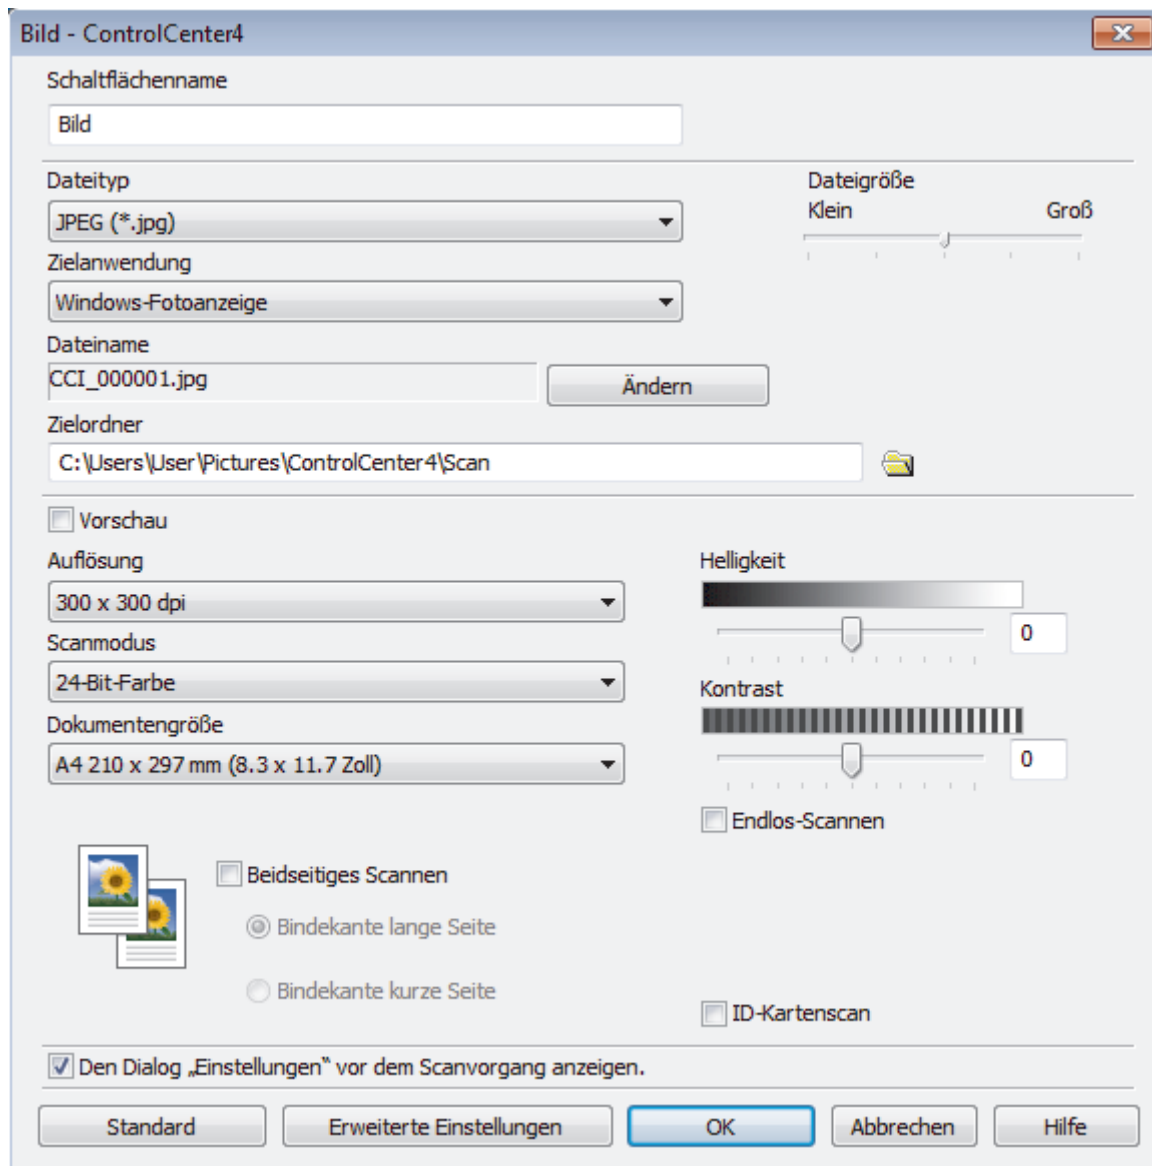 Bild - ControlCenter4
Schaltflächenname
Bild
Dateityp
JPEG (*.jpg)
Dateigröße
Klein Groß
Zielanwendung
Windows-Fotoanzeige
Dateiname
CCI_000001.jpg
Ändern
Zielordner
C:\Users\User\Pictures\ControlCenter4\Scan
Vorschau
Auflösung
300 x 300 dpi
Scanmodus
24-Bit-Farbe
Dokumentengröße
A4 210 x 297 mm (8.3 x 11.7 Zoll)
Helligkeit
0
Kontrast
0
Endlos-Scannen
Beidseitiges Scannen
Bindekante lange Seite
Bindekante kurze Seite
ID-Kartenscan
Den Dialog „Einstellungen“ vor dem Scanvorgang anzeigen.
Standard
Erweiterte Einstellungen
OK
Abbrechen
Hilfe